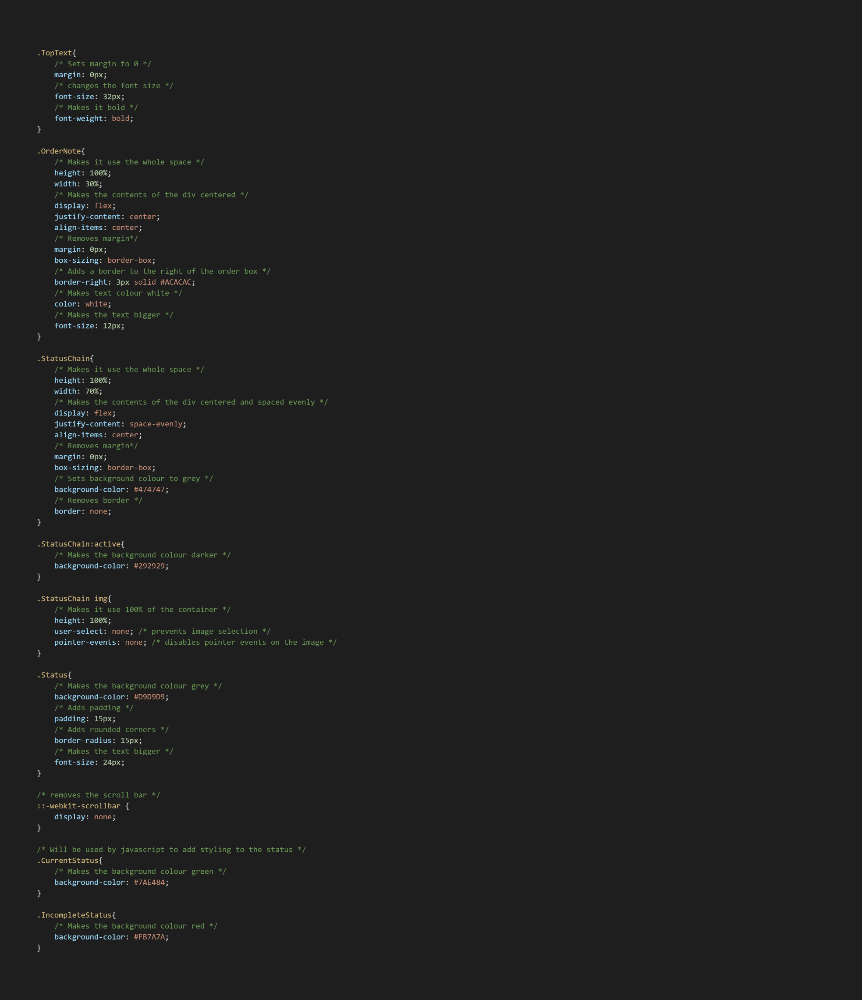 .TopText{
    /* Sets margin to 0 */
    margin: 0px;
    /* changes the font size */
    font-size: 32px;
    /* Makes it bold */
    font-weight: bold;
}

.OrderNote{
    /* Makes it use the whole space */
    height: 100%;
    width: 30%;
    /* Makes the contents of the div centered */
    display: flex;
    justify-content: center;
    align-items: center;
    /* Removes margin*/
    margin: 0px;
    box-sizing: border-box;
    /* Adds a border to the right of the order box */
    border-right: 3px solid #ACACAC;
    /* Makes text colour white */
    color: white;
    /* Makes the text bigger */
    font-size: 12px;
}

.StatusChain{
    /* Makes it use the whole space */
    height: 100%;
    width: 70%;
    /* Makes the contents of the div centered and spaced evenly */
    display: flex;
    justify-content: space-evenly;
    align-items: center;
    /* Removes margin*/
    margin: 0px;
    box-sizing: border-box;
    /* Sets background colour to grey */
    background-color: #474747;
    /* Removes border */
    border: none;
}

.StatusChain:active{
    /* Makes the background colour darker */
    background-color: #292929;
}

.StatusChain img{
    /* Makes it use 100% of the container */
    height: 100%;
    user-select: none; /* prevents image selection */
    pointer-events: none; /* disables pointer events on the image */
}

.Status{
    /* Makes the background colour grey */
    background-color: #D9D9D9;
    /* Adds padding */
    padding: 15px;
    /* Adds rounded corners */
    border-radius: 15px;
    /* Makes the text bigger */
    font-size: 24px;
}

/* removes the scroll bar */
::-webkit-scrollbar {
    display: none;
}

/* Will be used by javascript to add styling to the status */
.CurrentStatus{
    /* Makes the background colour green */
    background-color: #7AE484;
}

.IncompleteStatus{
    /* Makes the background colour red */
    background-color: #FB7A7A;
}